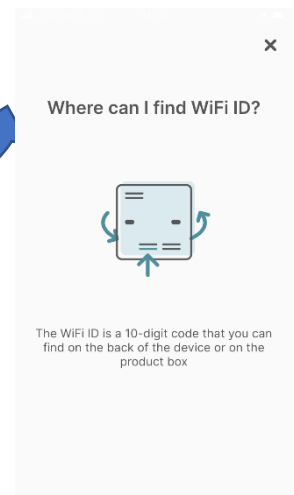 Where can I find WiFi ID?
The WiFi ID is a 10-digit code that you can
find on the back of the device or on the
product box